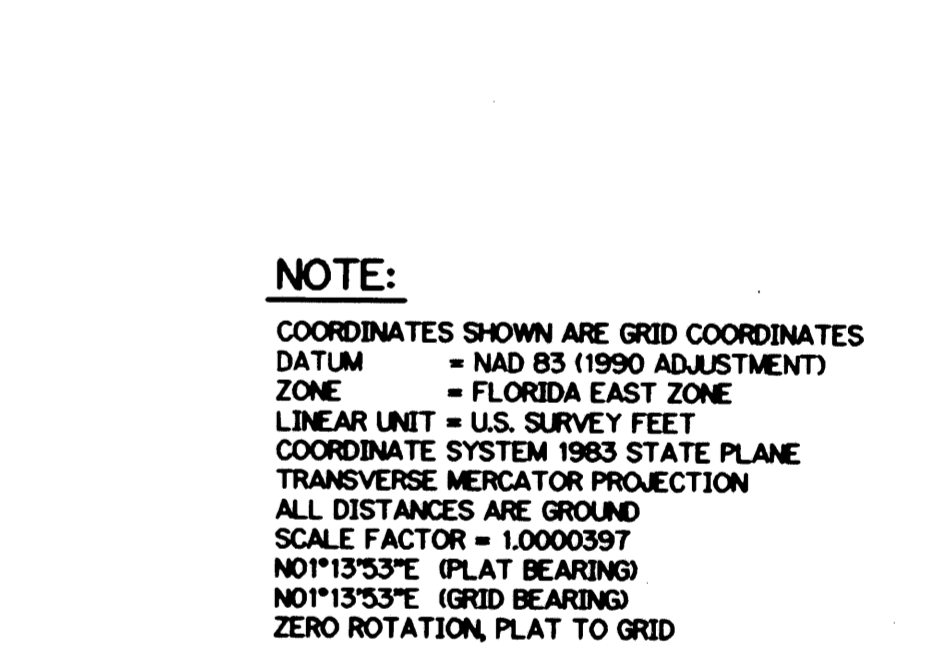 NOTE:
COORDINATES SHOWN ARE GRID COORDINATES
DATUM = NAD 83 (1990 ADJUSTMENT)
ZONE = FLORIDA EAST ZONE
LINEAR UNIT = U.S. SURVEY FEET
COORDINATE SYSTEM 1983 STATE PLANE
TRANSVERSE MERCATOR PROJECTION
ALL DISTANCES ARE GROUND
SCALE FACTOR = 1.0000397
N01°13'53"E (PLAT BEARING)
N01°13'53"E (GRID BEARING)
ZERO ROTATION, PLAT TO GRID